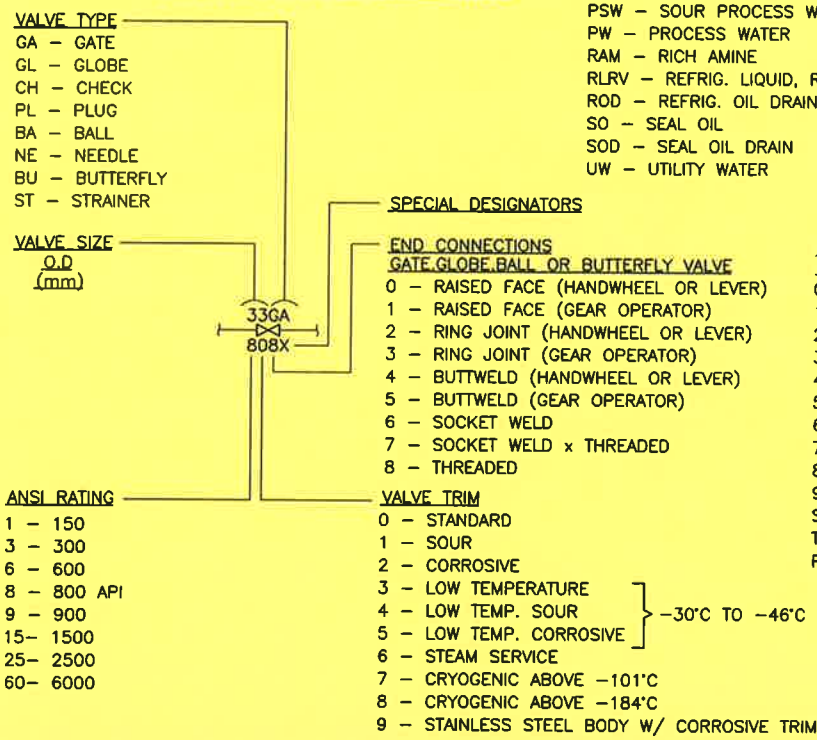 VALVE TYPE
GA – GATE
GL – GLOBE
CH – CHECK
PL – PLUG
BA – BALL
NE – NEEDLE
BU – BUTTERFLY
ST – STRAINER
PSW – SOUR PROCESS
PW – PROCESS WATER
RAM – RICH AMINE
RLRV – REFRIG. LIQUID,
ROD – REFRIG. OIL DRAIN
SO – SEAL OIL
SOD – SEAL OIL DRAIN
UW – UTILITY WATER
VALVE SIZE
O.D
(mm)
33GA
808X
SPECIAL DESIGNATORS
END CONNECTIONS
GATE,GLOBE,BALL OR BUTTERFLY VALVE
0 – RAISED FACE (HANDWHEEL OR LEVER)
1 – RAISED FACE (GEAR OPERATOR)
2 – RING JOINT (HANDWHEEL OR LEVER)
3 – RING JOINT (GEAR OPERATOR)
4 – BUTTWELD (HANDWHEEL OR LEVER)
5 – BUTTWELD (GEAR OPERATOR)
6 – SOCKET WELD
7 – SOCKET WELD x THREADED
8 – THREADED
ANSI RATING
1 – 150
3 – 300
6 – 600
8 – 800 API
9 – 900
15– 1500
25– 2500
60– 6000
VALVE TRIM
0 – STANDARD
1 – SOUR
2 – CORROSIVE
3 – LOW TEMPERATURE
4 – LOW TEMP. SOUR
5 – LOW TEMP. CORROSIVE
–30°C TO –46°C
6 – STEAM SERVICE
7 – CRYOGENIC ABOVE –101°C
8 – CRYOGENIC ABOVE –184°C
9 – STAINLESS STEEL BODY W/ CORROSIVE TRIM